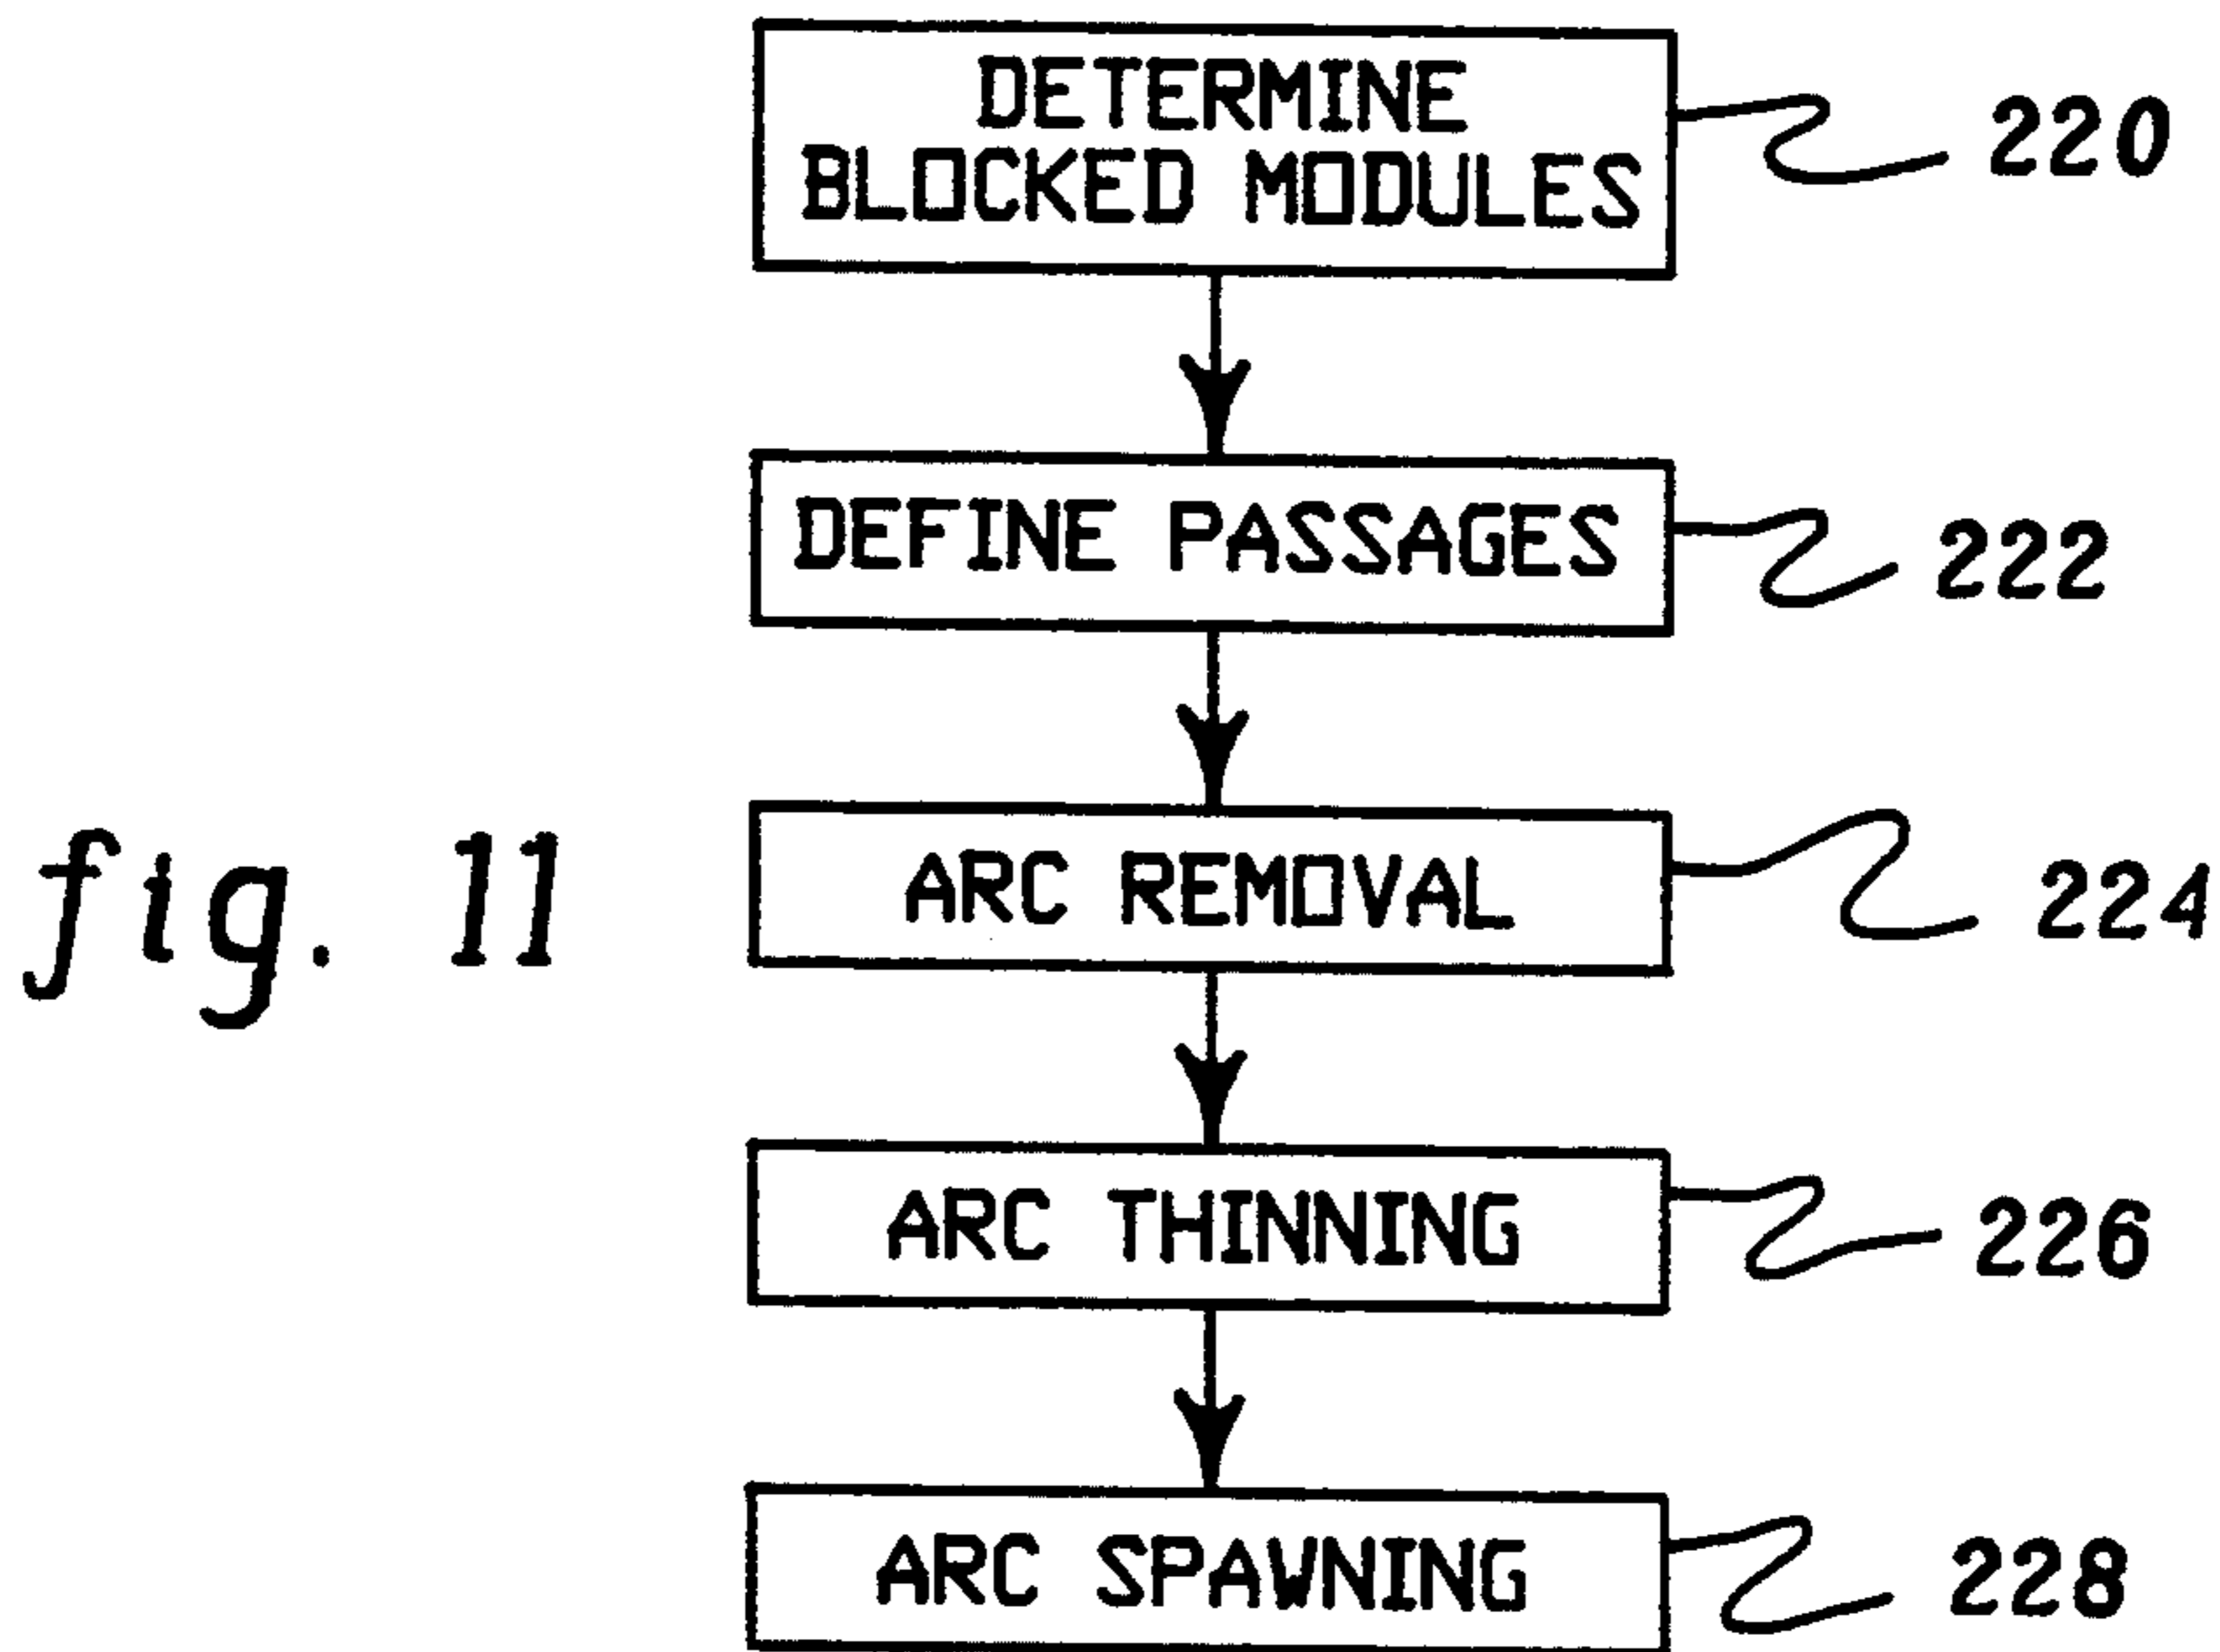 DETERMINE
BLOCKED MODULES
220
DEFINE PASSAGES
222
fig. 11
ARC REMOVAL
224
ARC THINNING
226
ARC SPAWNING
228